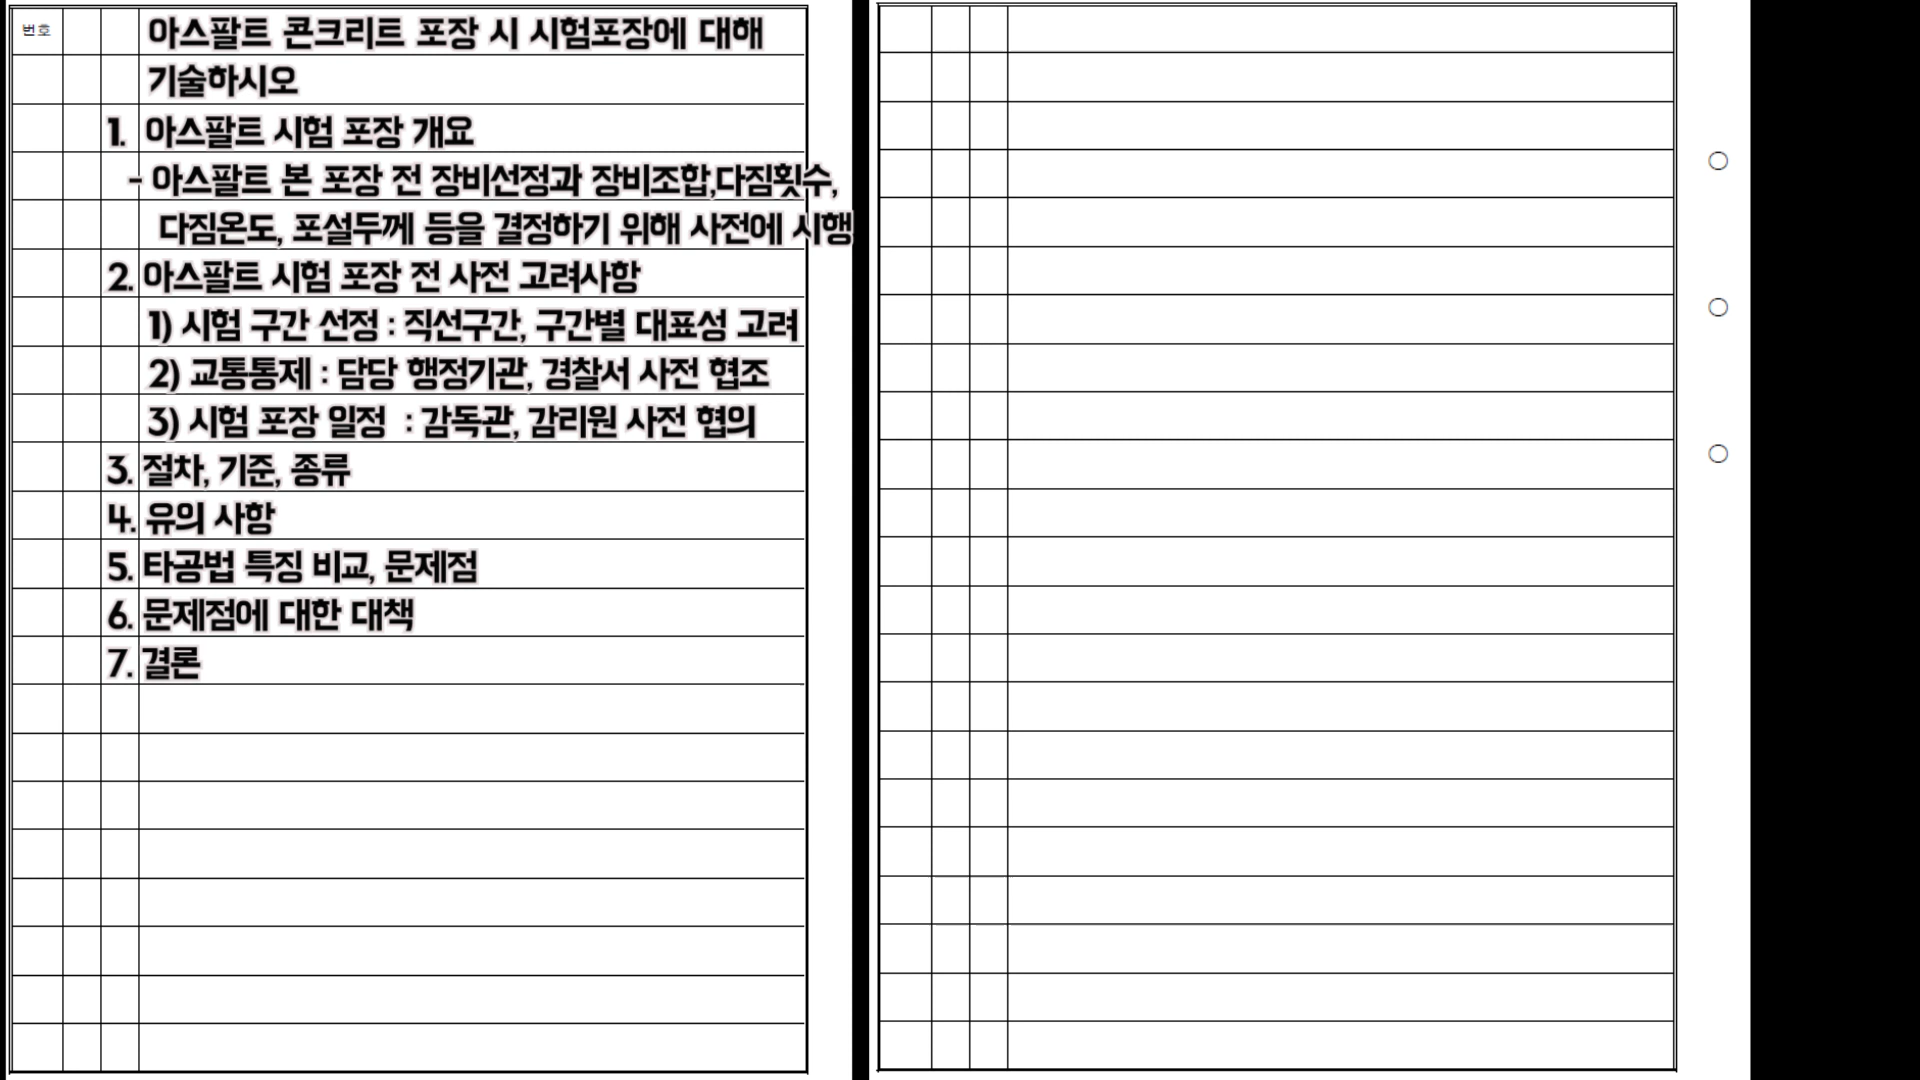 번호
아스팔트 콘크리트 포장 시 시험포장에 대해
기술하시오
1. 아스팔트 시험 포장 개요
- 아스팔트 본 포장 전 장비선정과 장비조합,다짐횟수,
다짐온도, 포설두께 등을 결정하기 위해 사전에 시행
2. 아스팔트 시험 포장 전 사전 고려사항
1) 시험 구간 선정 : 직선구간, 구간별 대표성 고려
2) 교통통제 : 담당 행정기관, 경찰서 사전 협조
3) 시험 포장 일정 : 감독관, 감리원 사전 협의
3. 절차, 기준, 종류
4. 유의 사항
5. 타공법 특징 비교, 문제점
6. 문제점에 대한 대책
7. 결론